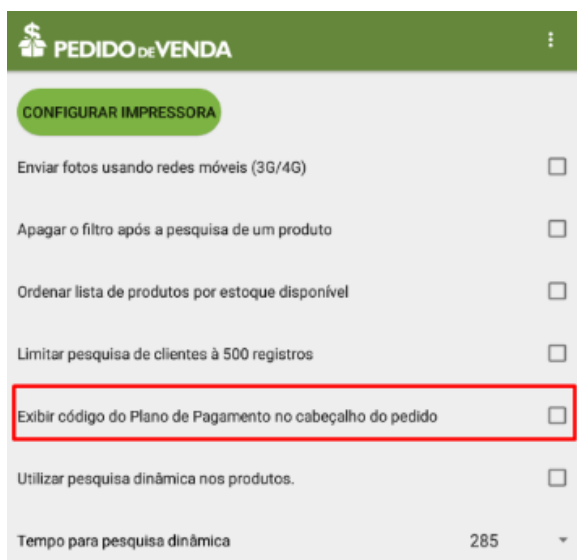 PEDIDO DE VENDA
CONFIGURAR IMPRESSORA
Enviar fotos usando redes móveis (3G/4G)
Apagar o filtro após a pesquisa de um produto
Ordenar lista de produtos por estoque disponível
Limitar pesquisa de clientes à 500 registros
Exibir código do Plano de Pagamento no cabeçalho do pedido
Utilizar pesquisa dinâmica nos produtos.
Tempo para pesquisa dinâmica 285